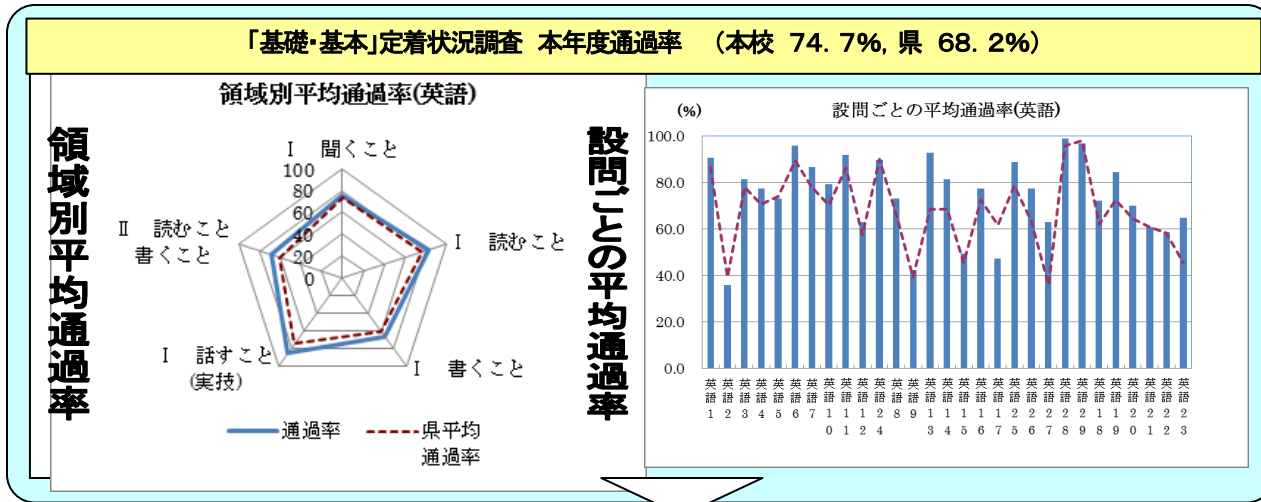 「基礎・基本」定着状況調査 本年度通過率 （本校 74．7%，県 68．2%）
領域別平均通過率
領域別平均通過率(英語)
Ⅰ 聞くこと
100
80
60
40
20
0
Ⅰ 読むこと
Ⅰ 書くこと
Ⅰ 話すこと
(実技)
Ⅱ 読むこと
書くこと
通過率
県平均
通過率
設問ごとの平均通過率
設問ごとの平均通過率(英語)
(%)
100.0
80.0
60.0
40.0
20.0
0.0
英語1
英語2
英語3
英語4
英語5
英語6
英語7
英語10
英語11
英語12
英語24
英語8
英語9
英語13
英語14
英語15
英語16
英語17
英語25
英語26
英語27
英語28
英語29
英語18
英語19
英語20
英語21
英語22
英語23